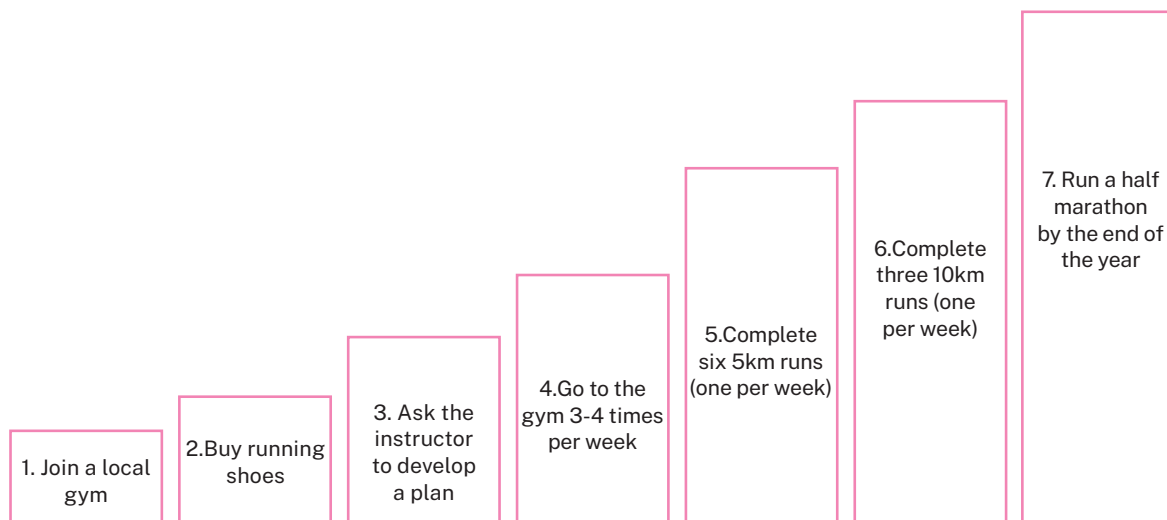 1. Join a local
gym
2.Buy running
shoes
3. Ask the
instructor
to develop
a plan
4.Go to the
gym 3-4 times
per week
5.Complete
six 5km runs
(one per week)
6.Complete
three 10km
runs (one
per week)
7. Run a half
marathon
by the end of
the year